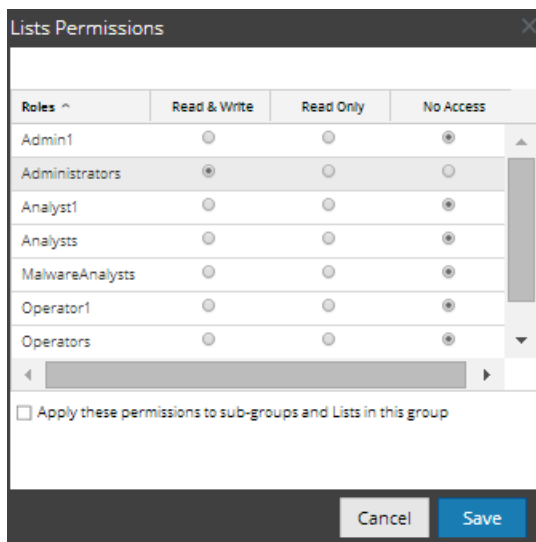 Lists Permissions
Roles Read & Write Read Only No Access
Admin1
Administrators
Analyst1
Analysts
MalwareAnalysts
Operator1
Operators
Apply these permissions to sub-groups and Lists in this group
Cancel Save